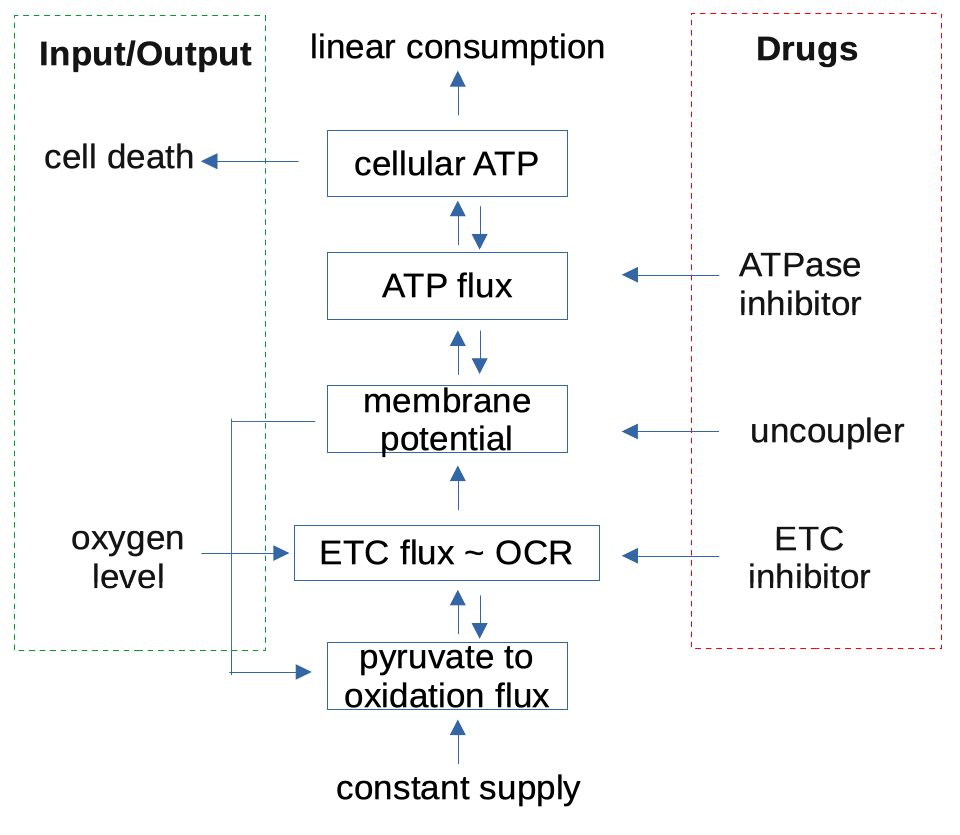 Input/Output
linear consumption
Drugs
cell death
cellular ATP
ATP flux
ATPase
inhibitor
membrane
potential
uncoupler
oxygen
level
ETC flux ~ OCR
ETC
inhibitor
pyruvate to
oxidation flux
constant supply